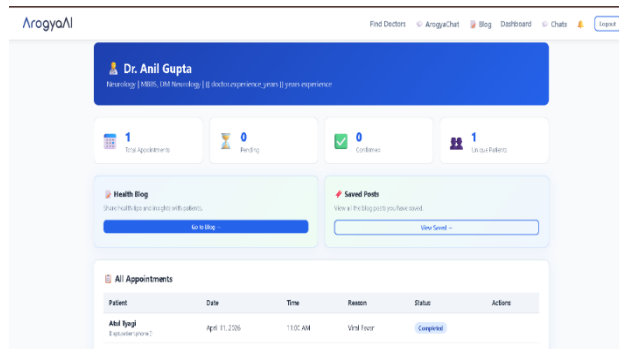 ArogyaAI
Find Doctors ArogyaChat Blog Dashboard Chats Logout
Dr. Anil Gupta
Neurology | MBBS, DM Neurology | {{ doctor.experience_years }} years experience
1
Total Appointments
0
Pending
0
Confirmed
1
Unique Patients
Health Blog
Share health tips and insights with patients.
Go to Blog →
Saved Posts
View all the blog posts you have saved.
View Saved →
All Appointments
Patient Date Time Reason Status Actions
Atul Tyagi April 11, 2026 11:00 AM Viral Fever Completed